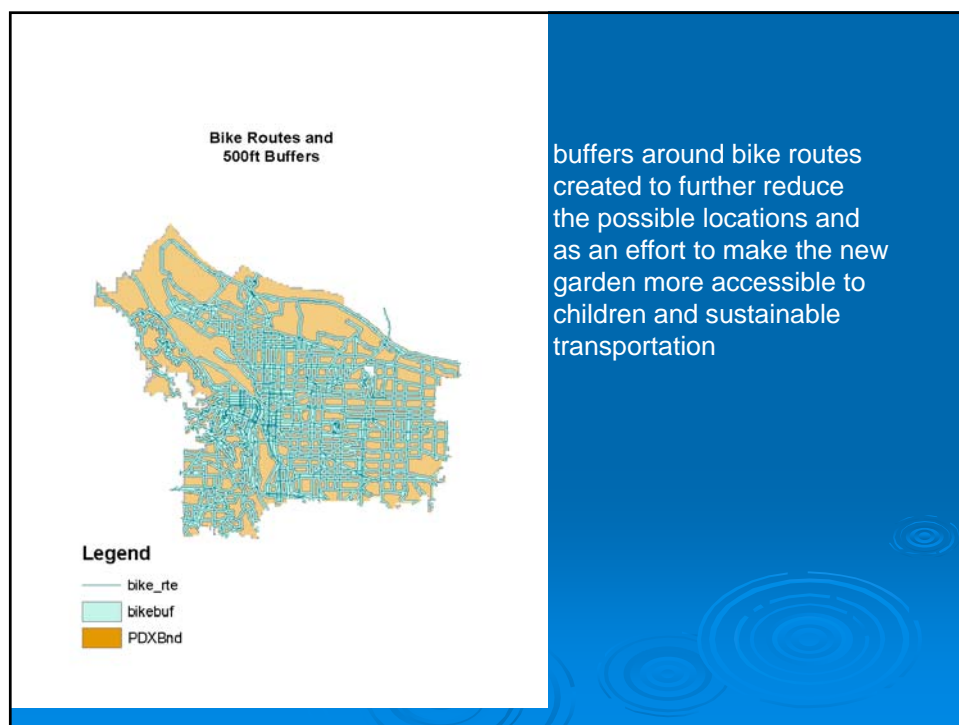 Bike Routes and
500ft Buffers
Legend
bike_rte
bikebuf
PDXBnd
buffers around bike routes
created to further reduce
the possible locations and
as an effort to make the new
garden more accessible to
children and sustainable
transportation